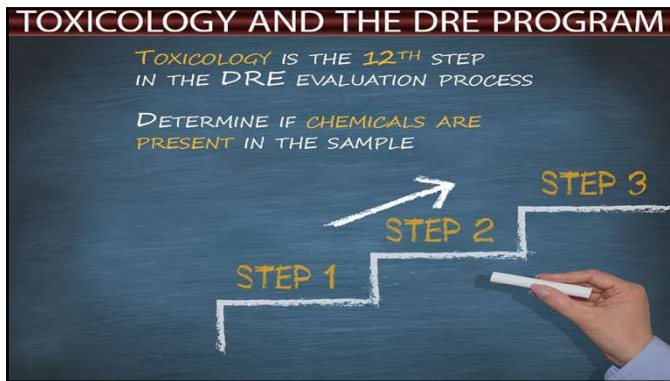 TOXICOLOGY AND THE DRE PROGRAM
TOXICOLOGY IS THE 12TH STEP
IN THE DRE EVALUATION PROCESS
DETERMINE IF CHEMICALS ARE
PRESENT IN THE SAMPLE
STEP 3
STEP 2
STEP 1